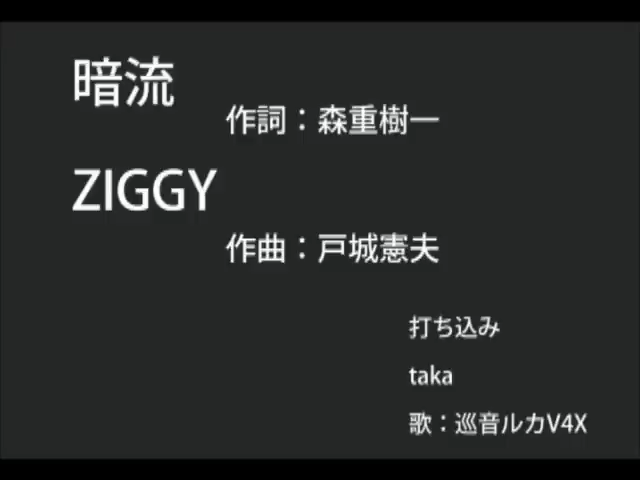 暗流
作詞：森重樹一
ZIGGY
作曲：戸城憲夫
打ち込み
taka
歌：巡音ルカV4X